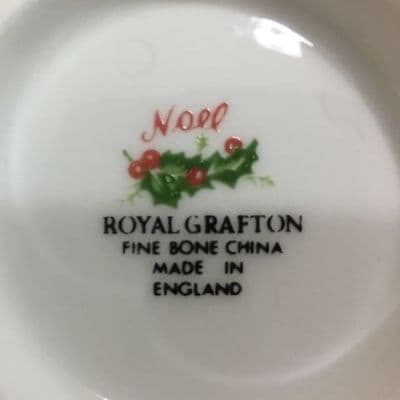 Noel
ROYAL GRAFTON
FINE BONE CHINA
MADE IN
ENGLAND